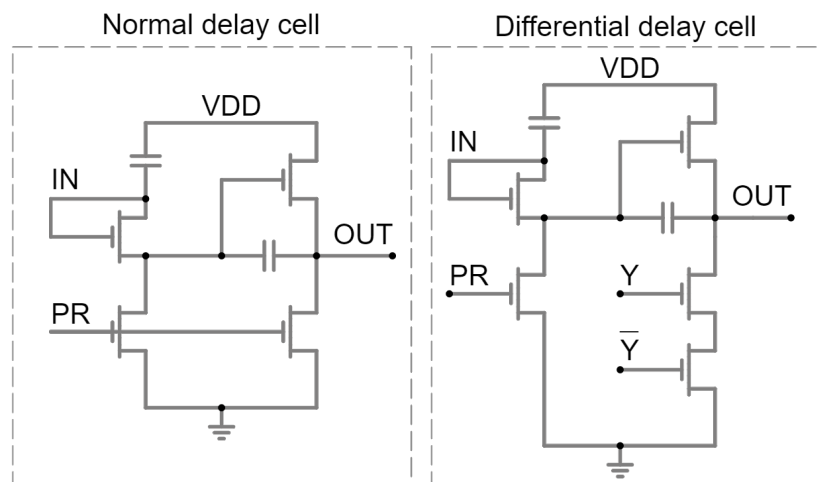 Normal delay cell
VDD
IN
OUT
PR
Differential delay cell
VDD
IN
OUT
PR
Y
Y̅